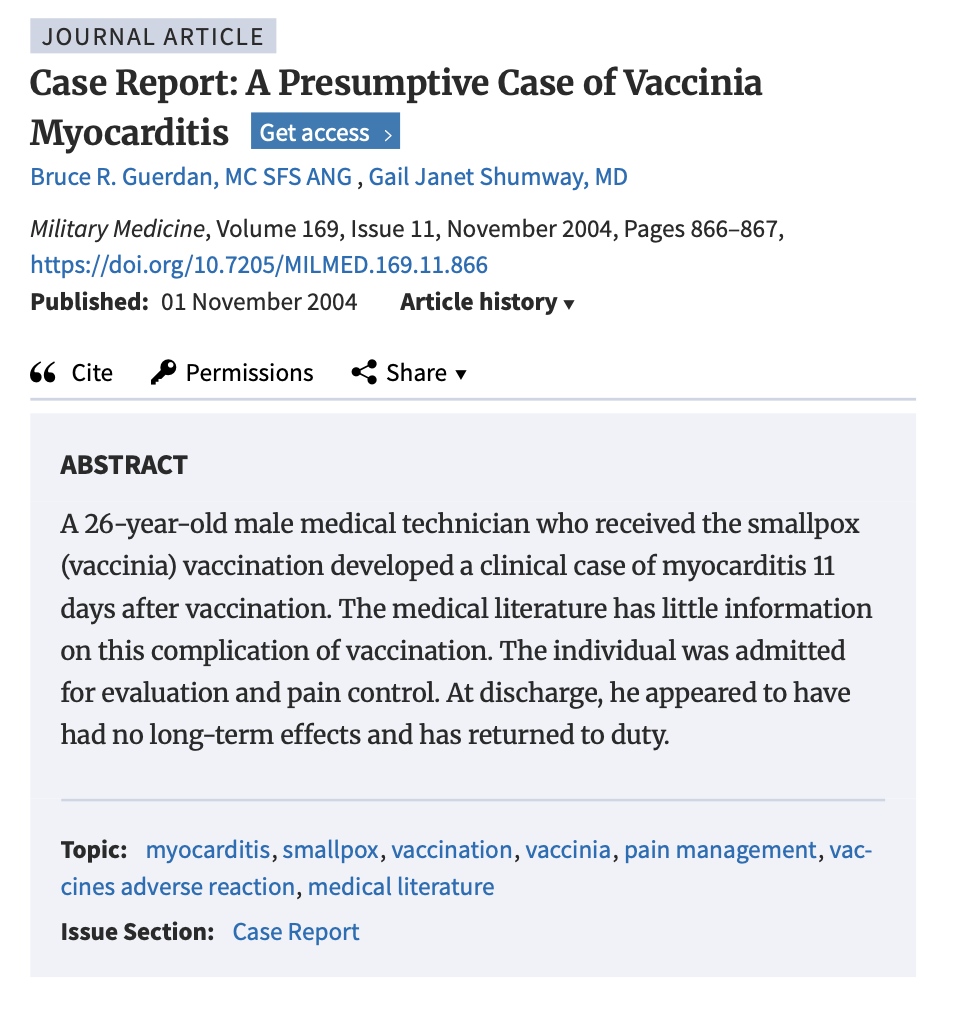 JOURNAL ARTICLE
Case Report: A Presumptive Case of Vaccinia
Myocarditis Get access >
Bruce R. Guerdan, MC SFS ANG , Gail Janet Shumway, MD
Military Medicine, Volume 169, Issue 11, November 2004, Pages 866–867,
https://doi.org/10.7205/MILMED.169.11.866
Published: 01 November 2004 Article history ▾
Cite Permissions Share ▾
ABSTRACT
A 26-year-old male medical technician who received the smallpox
(vaccinia) vaccination developed a clinical case of myocarditis 11
days after vaccination. The medical literature has little information
on this complication of vaccination. The individual was admitted
for evaluation and pain control. At discharge, he appeared to have
had no long-term effects and has returned to duty.
Topic: myocarditis, smallpox, vaccination, vaccinia, pain management, vac-
cines adverse reaction, medical literature
Issue Section: Case Report